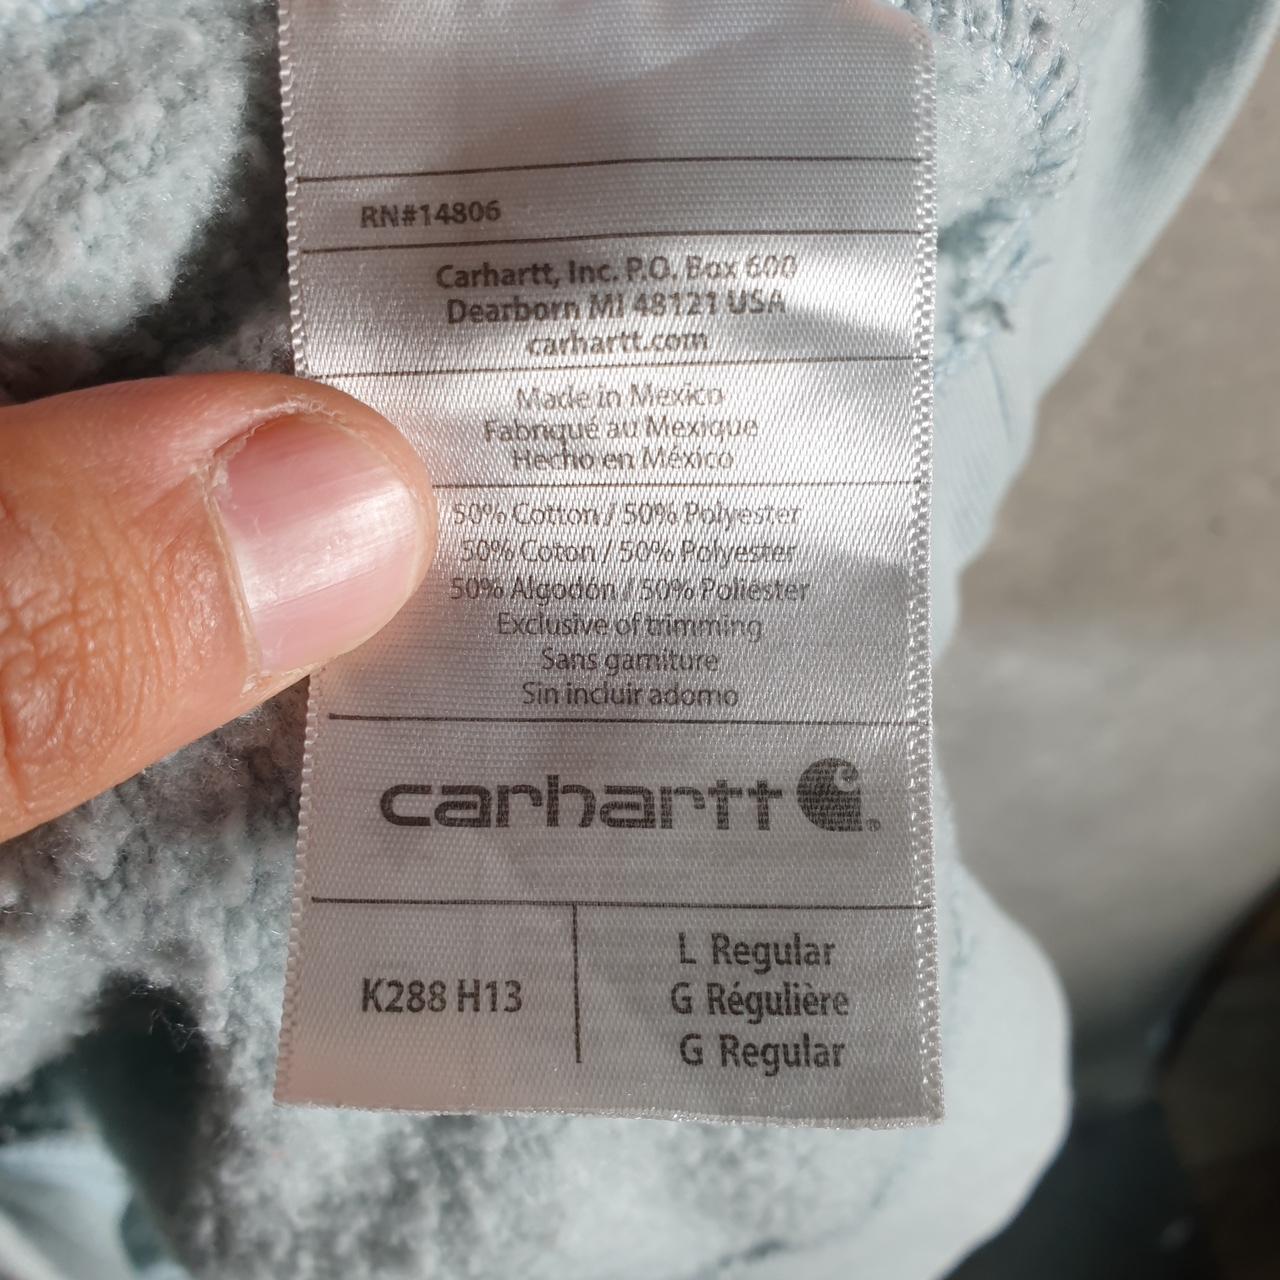 RN#14806
Carhartt, Inc. P.O. Box 600
Dearborn MI 48121 USA
carhartt.com
Made in Mexico
Fabriqué au Mexique
Hecho en México
50% Cotton / 50% Polyester
50% Coton / 50% Polyester
50% Algodón / 50% Poliéster
Exclusive of trimming
Sans garniture
Sin incluir adorno
carhartt
K288 H13
L Regular
G Régulière
G Regular